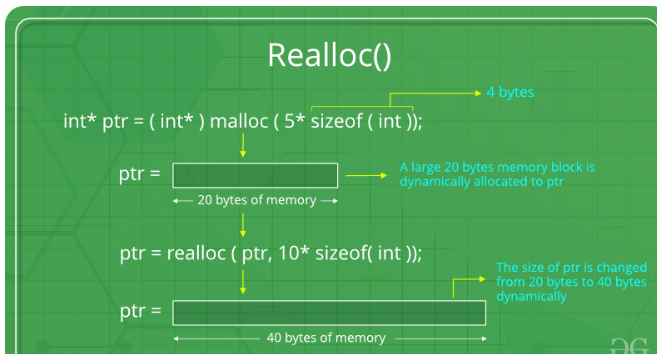 Realloc()
4 bytes
int* ptr = ( int* ) malloc ( 5* sizeof ( int ));
ptr =
A large 20 bytes memory block is
dynamically allocated to ptr
20 bytes of memory
ptr = realloc ( ptr, 10* sizeof( int ));
The size of ptr is changed
from 20 bytes to 40 bytes
dynamically
ptr =
40 bytes of memory